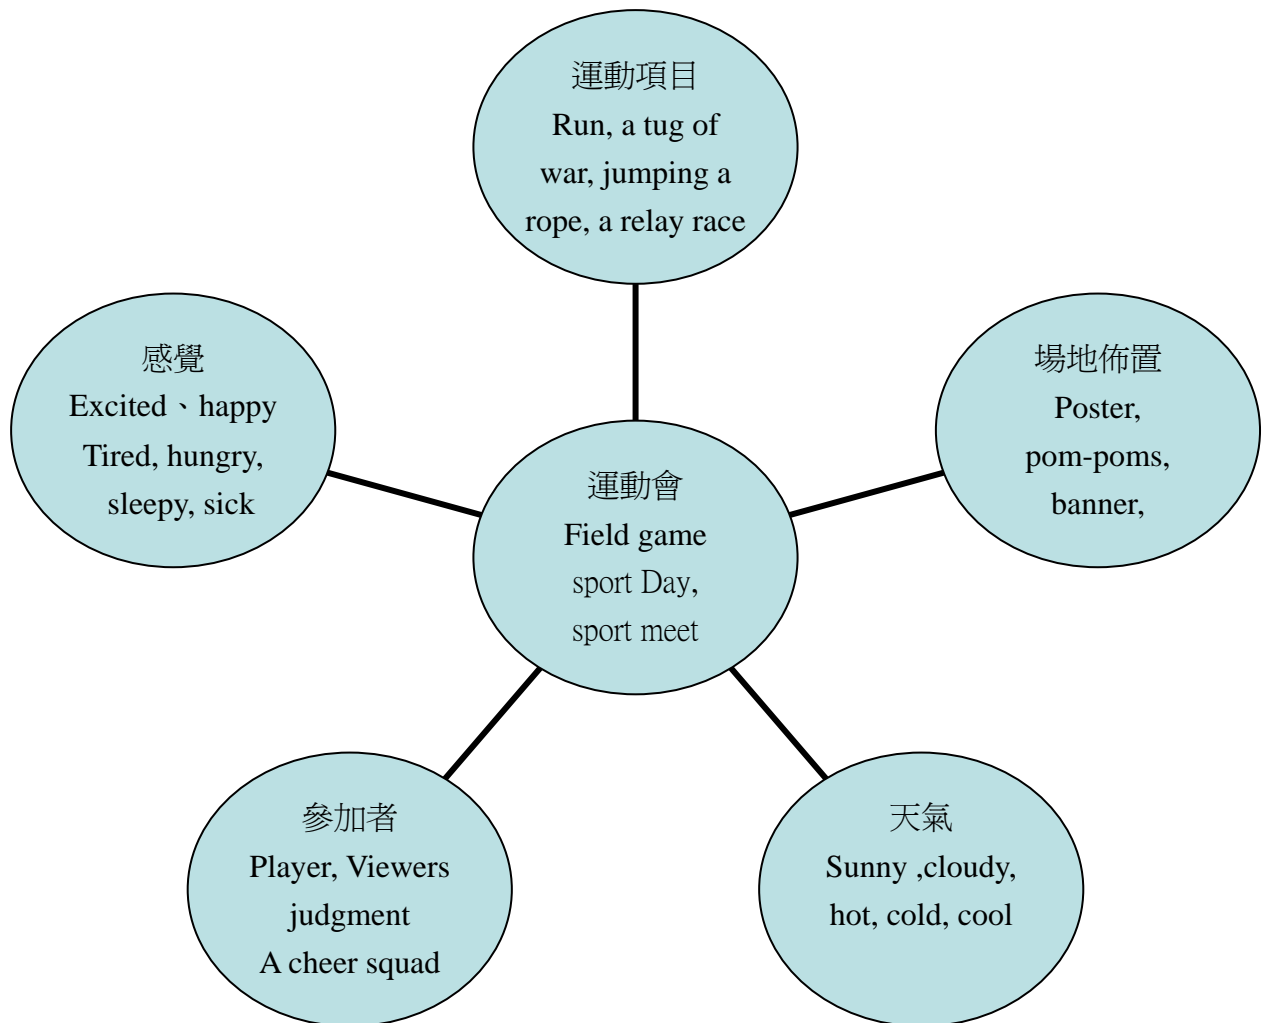 運動項目
Run, a tug of
war, jumping a
rope, a relay race
感覺
Excited、happy
Tired, hungry,
sleepy, sick
場地佈置
Poster,
pom-poms,
banner,
運動會
Field game
sport Day,
sport meet
參加者
Player, Viewers
judgment
A cheer squad
天氣
Sunny ,cloudy,
hot, cold, cool